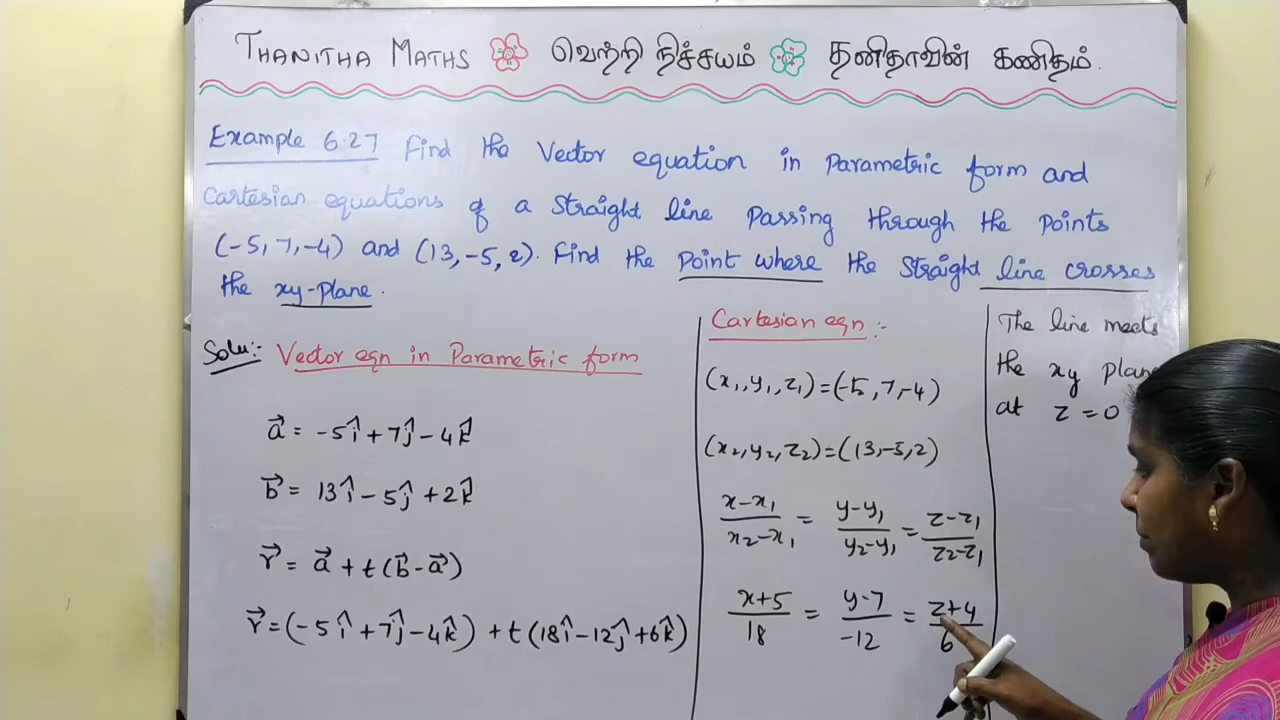 THANITHA MATHS வெற்றி நிச்சயம் தனிதாவின் கணிதம்.
Example 6.27 Find the Vector equation in Parametric form and
Cartesian equations of a straight line passing through the points
(-5, 7, -4) and (13, -5, 2). Find the point where the straight line crosses
the xy-plane.
Solu:- Vector eqn in Parametric form
a⃗ = -5î + 7ĵ - 4k̂
b⃗ = 13î - 5ĵ + 2k̂
r⃗ = a⃗ + t(b⃗ - a⃗)
r⃗ = (-5î + 7ĵ - 4k̂) + t(18î - 12ĵ + 6k̂)
Cartesian eqn :-
(x₁, y₁, z₁) = (-5, 7, -4)
(x₂, y₂, z₂) = (13, -5, 2)
(x-x₁)/(x₂-x₁) = (y-y₁)/(y₂-y₁) = (z-z₁)/(z₂-z₁)
(x+5)/18 = (y-7)/-12 = (z+4)/6
The line meets
the xy plane
at z = 0